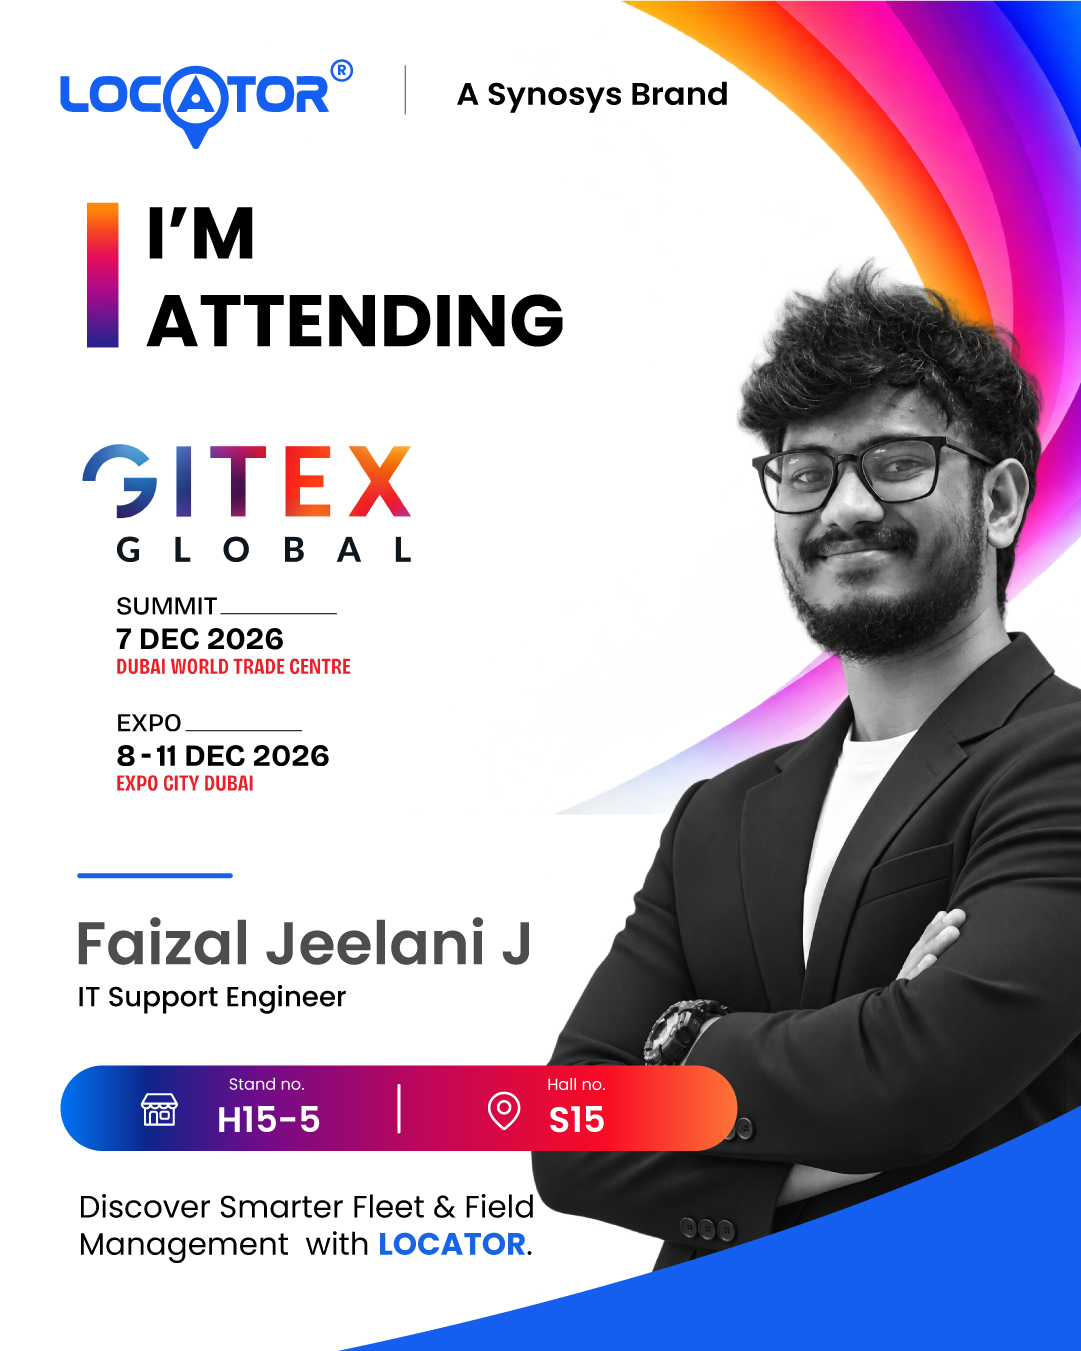 LOCATOR®
A Synosys Brand
I'M
ATTENDING
GITEX
GLOBAL
SUMMIT
7 DEC 2026
DUBAI WORLD TRADE CENTRE
EXPO
8 - 11 DEC 2026
EXPO CITY DUBAI
Faizal Jeelani J
IT Support Engineer
Stand no.
H15-5
Hall no.
S15
Discover Smarter Fleet & Field
Management with LOCATOR.